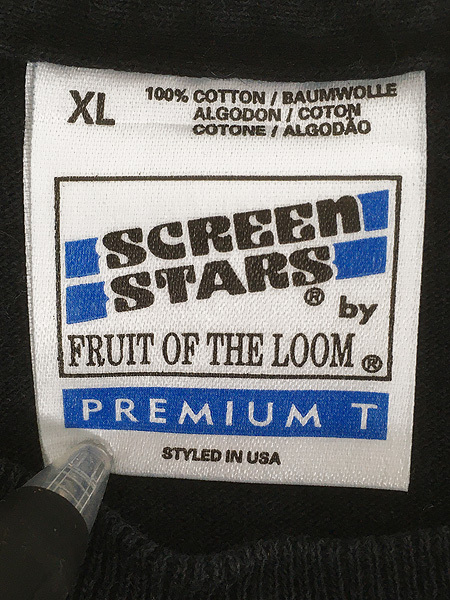 XL
100% COTTON / BAUMWOLLE
ALGODON / COTON
COTONE / ALGODÃO
SCREEN
STARS ® by
FRUIT OF THE LOOM ®
PREMIUM T
STYLED IN USA